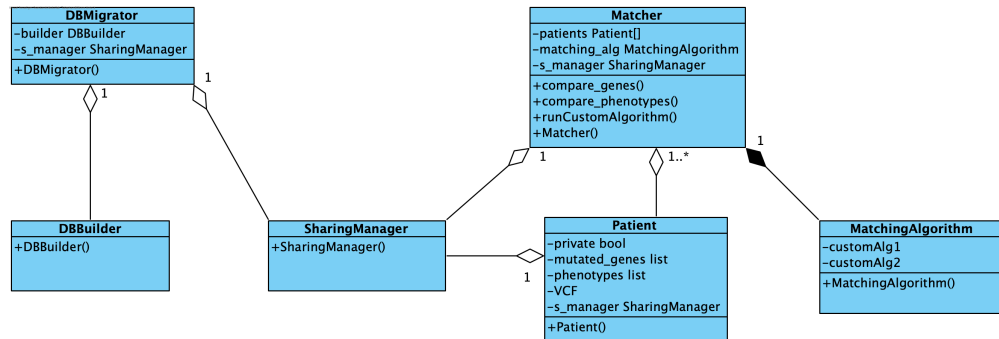 DBMigrator
-builder DBBuilder
-s_manager SharingManager
+DBMigrator()
1
1
Matcher
-patients Patient[]
-matching_alg MatchingAlgorithm
-s_manager SharingManager
+compare_genes()
+compare_phenotypes()
+runCustomAlgorithm()
+Matcher()
1
1..*
1
DBBuilder
+DBBuilder()
SharingManager
+SharingManager()
1
Patient
-private bool
-mutated_genes list
-phenotypes list
-VCF
-s_manager SharingManager
+Patient()
MatchingAlgorithm
-customAlg1
-customAlg2
+MatchingAlgorithm()